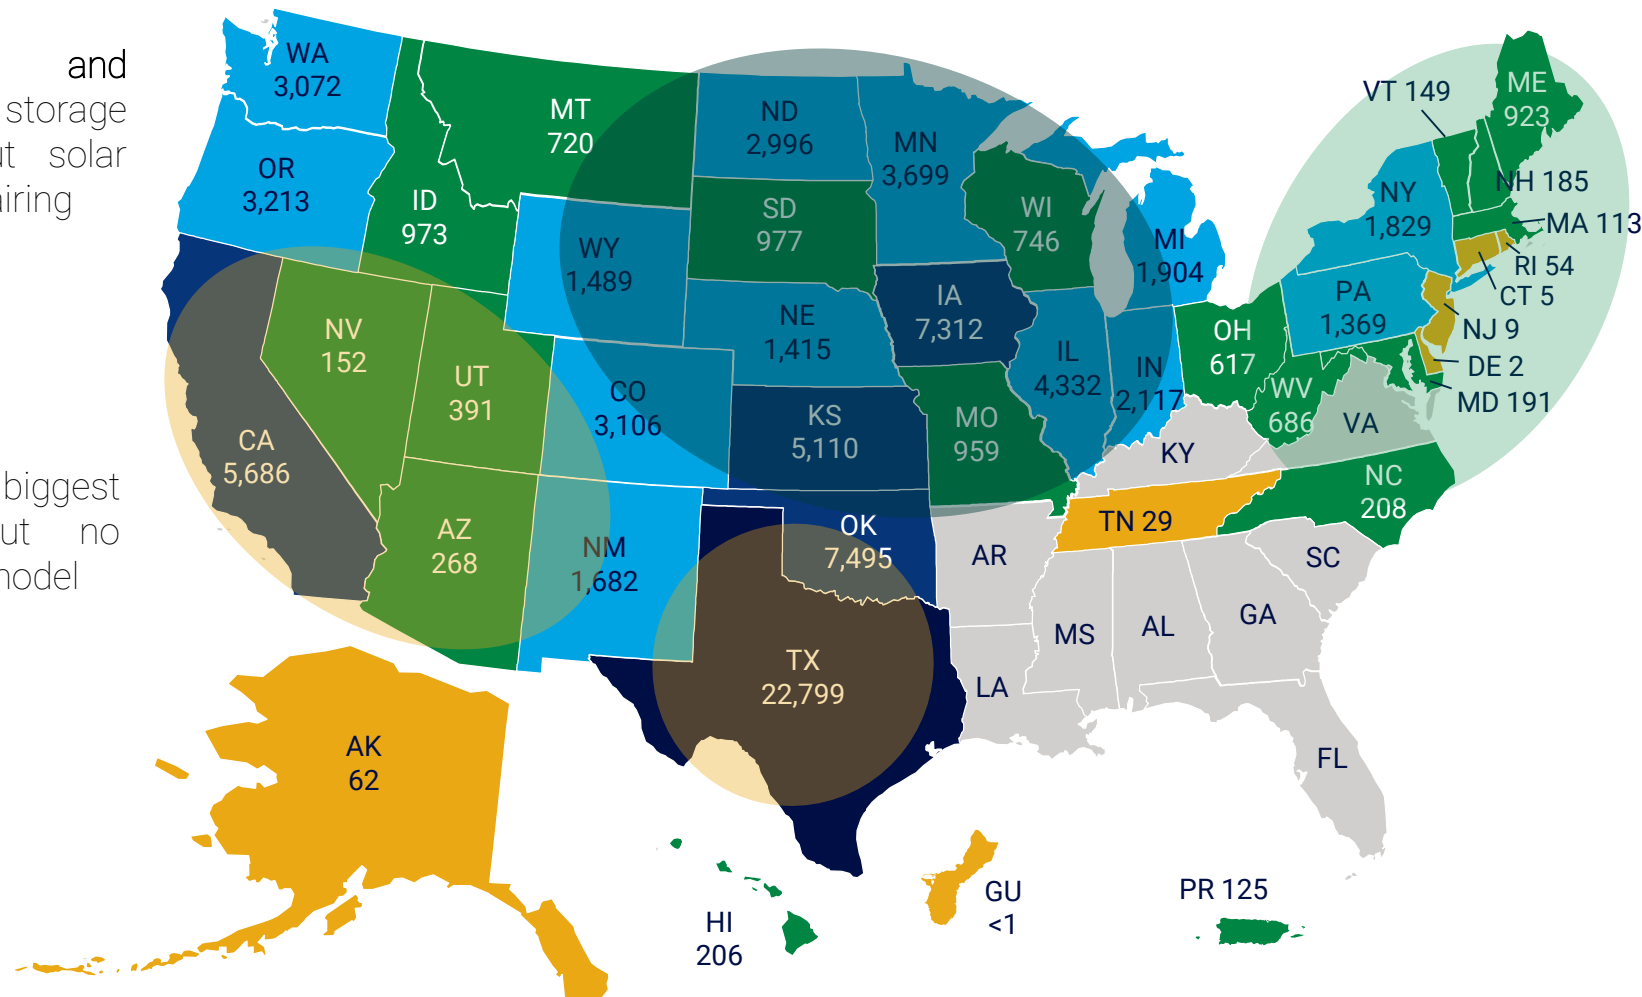 and
storage
solar
biggest
no
WA
3,072
OR
3,213
MT
720
ID
973
ND
2,996
MN
3,699
SD
977
WI
746
WY
1,489
MI
1,904
IA
7,312
NE
1,415
NV
152
UT
391
CO
3,106
IL
4,332
IN
2,117
OH
617
KS
5,110
MO
959
CA
5,686
AZ
268
NM
1,682
OK
7,495
TX
22,799
VT 149
ME
923
NH 185
NY
1,829
MA 113
RI 54
CT 5
PA
1,369
NJ 9
DE 2
MD 191
WV
686
VA
KY
NC
208
TN 29
AR
SC
MS
AL
GA
LA
FL
AK
62
HI
206
GU
<1
PR 125